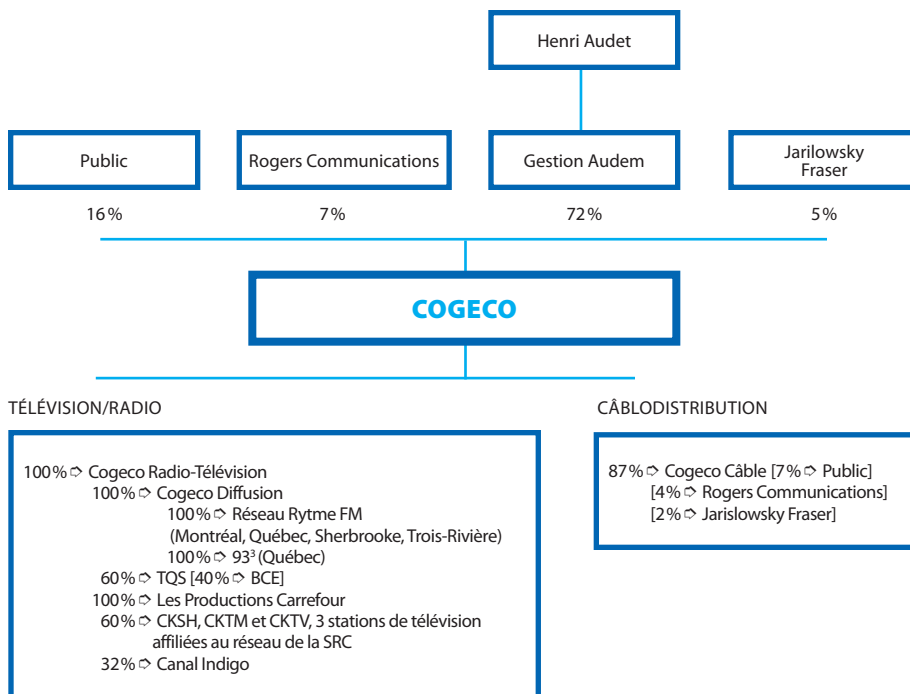 Henri Audet
Public
Rogers Communications
Gestion Audem
Jarilowsky
Fraser
16 %
7 %
72 %
5 %
COGECO
TÉLÉVISION/RADIO
CÂBLODISTRIBUTION
100 % ➪ Cogeco Radio-Télévision
100 % ➪ Cogeco Diffusion
100 % ➪ Réseau Rytme FM
(Montréal, Québec, Sherbrooke, Trois-Rivière)
100 % ➪ 93³ (Québec)
60 % ➪ TQS [40 % ➪ BCE]
100 % ➪ Les Productions Carrefour
60 % ➪ CKSH, CKTM et CKTV, 3 stations de télévision
affiliées au réseau de la SRC
32 % ➪ Canal Indigo
87 % ➪ Cogeco Câble [7 % ➪ Public]
[4 % ➪ Rogers Communications]
[2 % ➪ Jarislowsky Fraser]